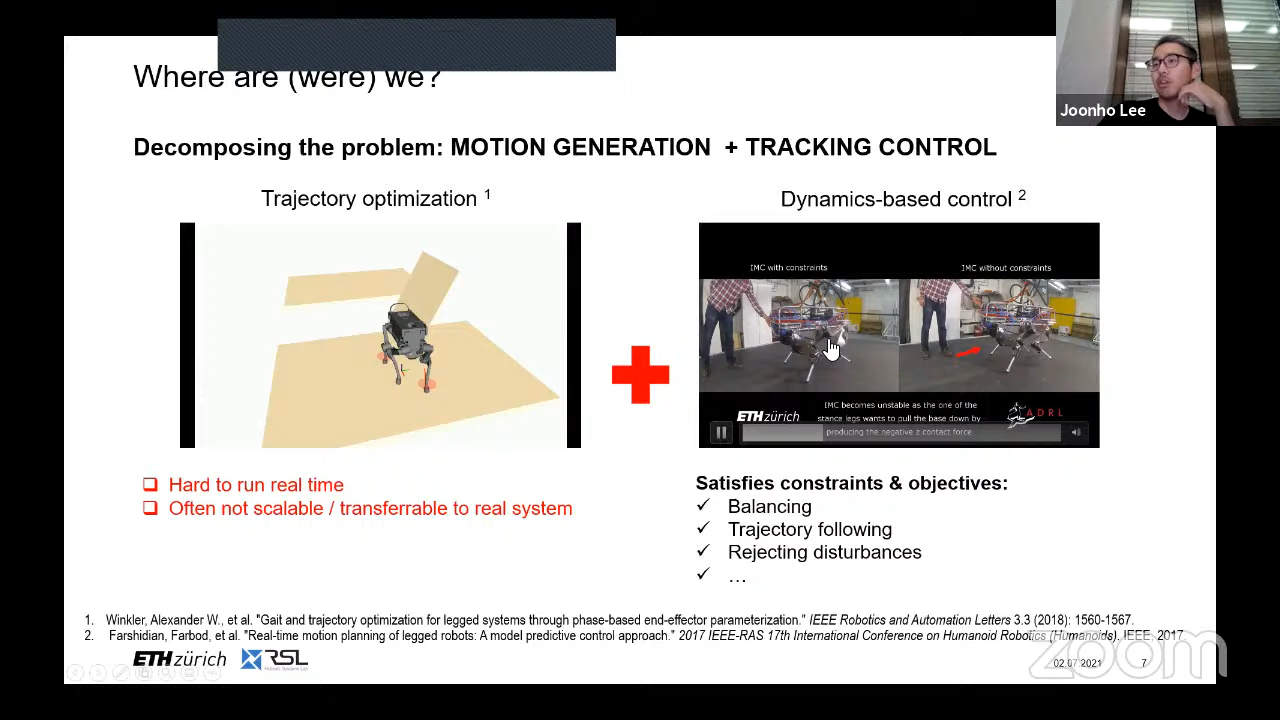 Where are (were) we?
Joonho Lee
Decomposing the problem: MOTION GENERATION + TRACKING CONTROL
Trajectory optimization 1
Dynamics-based control 2
IMC with constraints
IMC without constraints
IMC becomes unstable as the one of the
stance legs wants to pull the base down by
producing the negative z contact force
ETH zürich
ADRL
Hard to run real time
Often not scalable / transferrable to real system
Satisfies constraints & objectives:
Balancing
Trajectory following
Rejecting disturbances
…
1. Winkler, Alexander W., et al. "Gait and trajectory optimization for legged systems through phase-based end-effector parameterization." IEEE Robotics and Automation Letters 3.3 (2018): 1560-1567.
2. Farshidian, Farbod, et al. "Real-time motion planning of legged robots: A model predictive control approach." 2017 IEEE-RAS 17th International Conference on Humanoid Robotics (Humanoids). IEEE, 2017
ETH zürich
RSL
02.07.2021
7
zoom